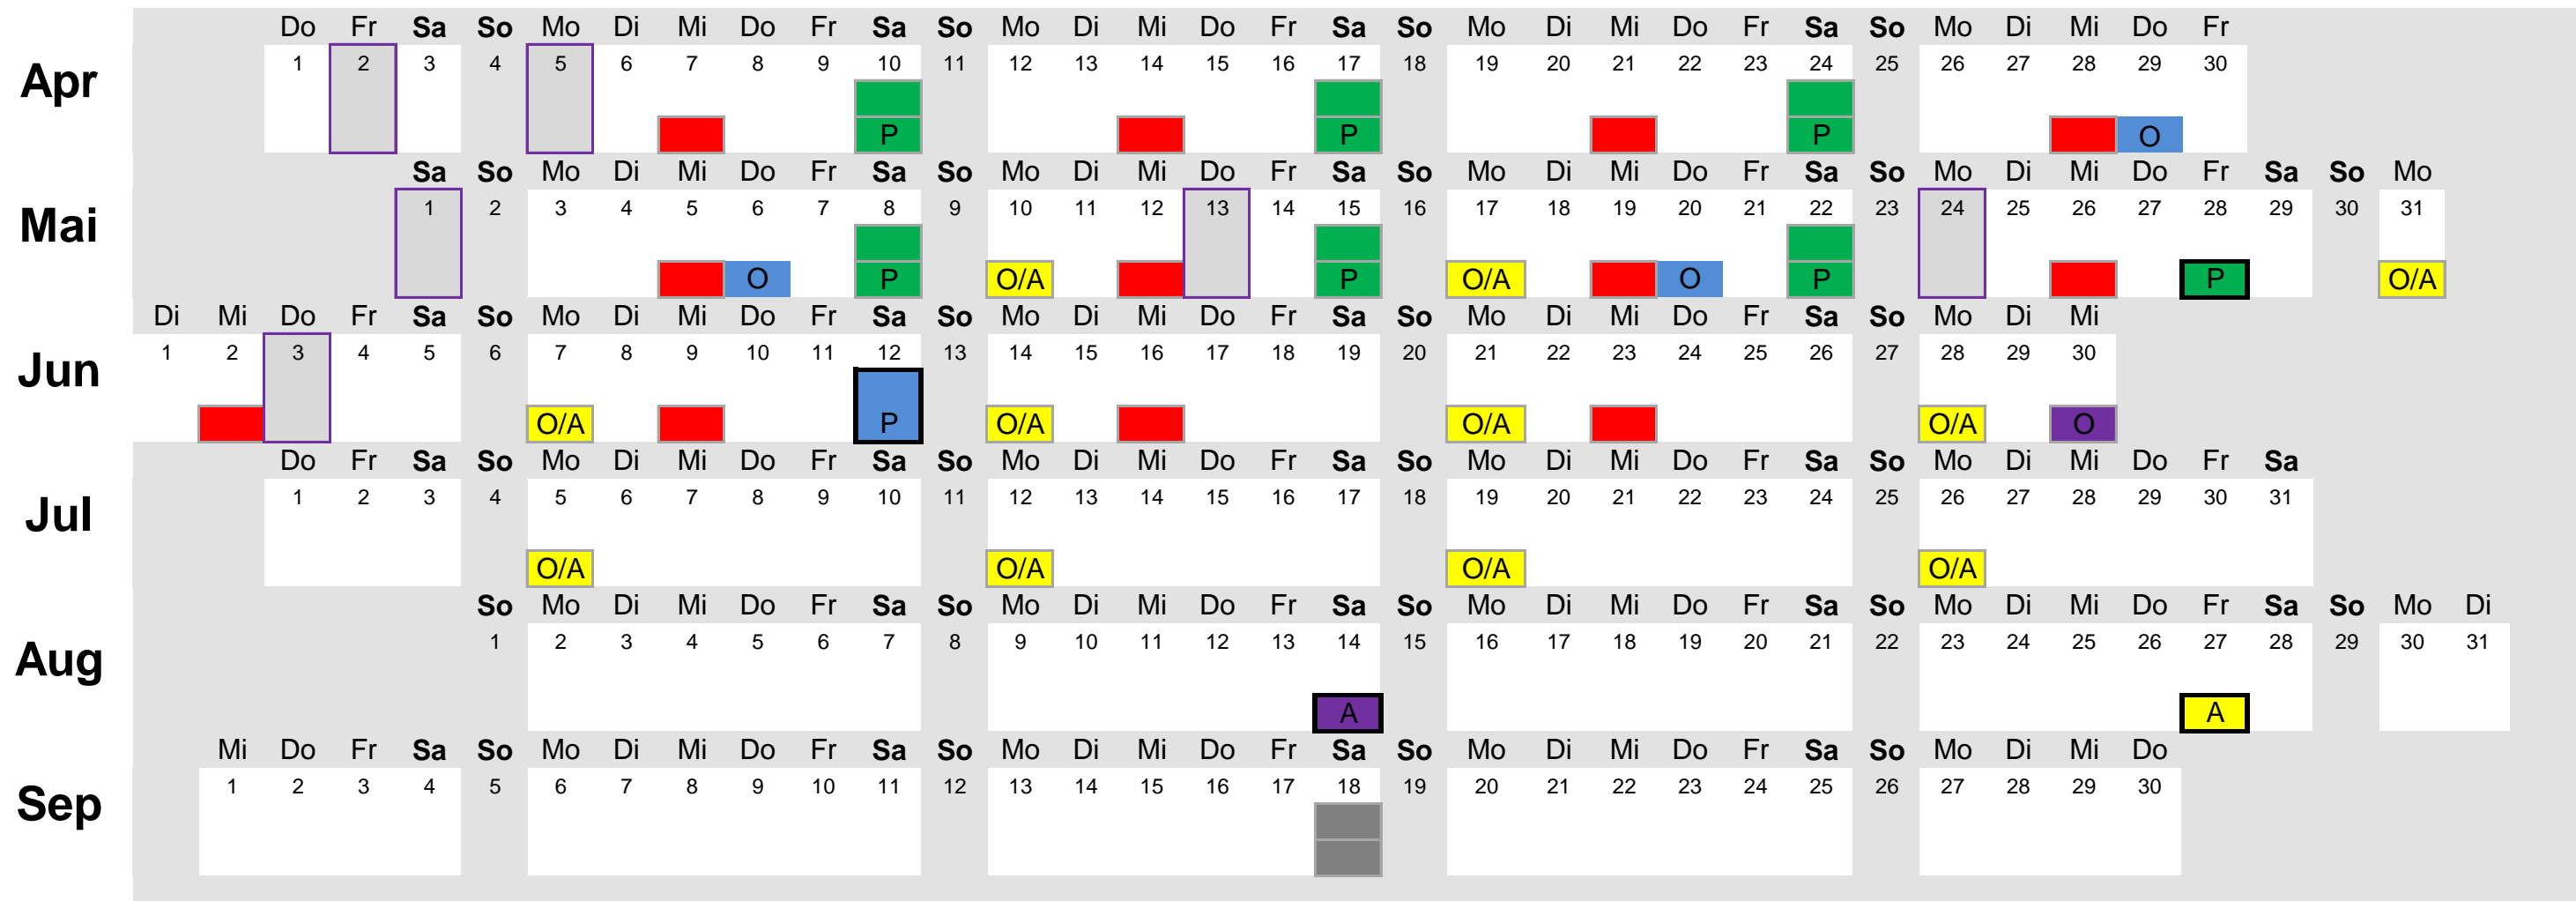 Do Fr Sa So Mo Di Mi Do Fr Sa So Mo Di Mi Do Fr Sa So Mo Di Mi Do Fr Sa So Mo Di Mi Do Fr
Apr
1 2 3 4 5 6 7 8 9 10 11 12 13 14 15 16 17 18 19 20 21 22 23 24 25 26 27 28 29 30
P P P O
Sa So Mo Di Mi Do Fr Sa So Mo Di Mi Do Fr Sa So Mo Di Mi Do Fr Sa So Mo Di Mi Do Fr Sa So Mo
Mai
1 2 3 4 5 6 7 8 9 10 11 12 13 14 15 16 17 18 19 20 21 22 23 24 25 26 27 28 29 30 31
O P O/A P O/A O P P O/A
Di Mi Do Fr Sa So Mo Di Mi Do Fr Sa So Mo Di Mi Do Fr Sa So Mo Di Mi Do Fr Sa So Mo Di Mi
Jun
1 2 3 4 5 6 7 8 9 10 11 12 13 14 15 16 17 18 19 20 21 22 23 24 25 26 27 28 29 30
O/A P O/A O/A O/A O
Do Fr Sa So Mo Di Mi Do Fr Sa So Mo Di Mi Do Fr Sa So Mo Di Mi Do Fr Sa So Mo Di Mi Do Fr Sa
Jul
1 2 3 4 5 6 7 8 9 10 11 12 13 14 15 16 17 18 19 20 21 22 23 24 25 26 27 28 29 30 31
O/A O/A O/A O/A
So Mo Di Mi Do Fr Sa So Mo Di Mi Do Fr Sa So Mo Di Mi Do Fr Sa So Mo Di Mi Do Fr Sa So Mo Di
Aug
1 2 3 4 5 6 7 8 9 10 11 12 13 14 15 16 17 18 19 20 21 22 23 24 25 26 27 28 29 30 31
A A
Mi Do Fr Sa So Mo Di Mi Do Fr Sa So Mo Di Mi Do Fr Sa So Mo Di Mi Do Fr Sa So Mo Di Mi Do
Sep
1 2 3 4 5 6 7 8 9 10 11 12 13 14 15 16 17 18 19 20 21 22 23 24 25 26 27 28 29 30